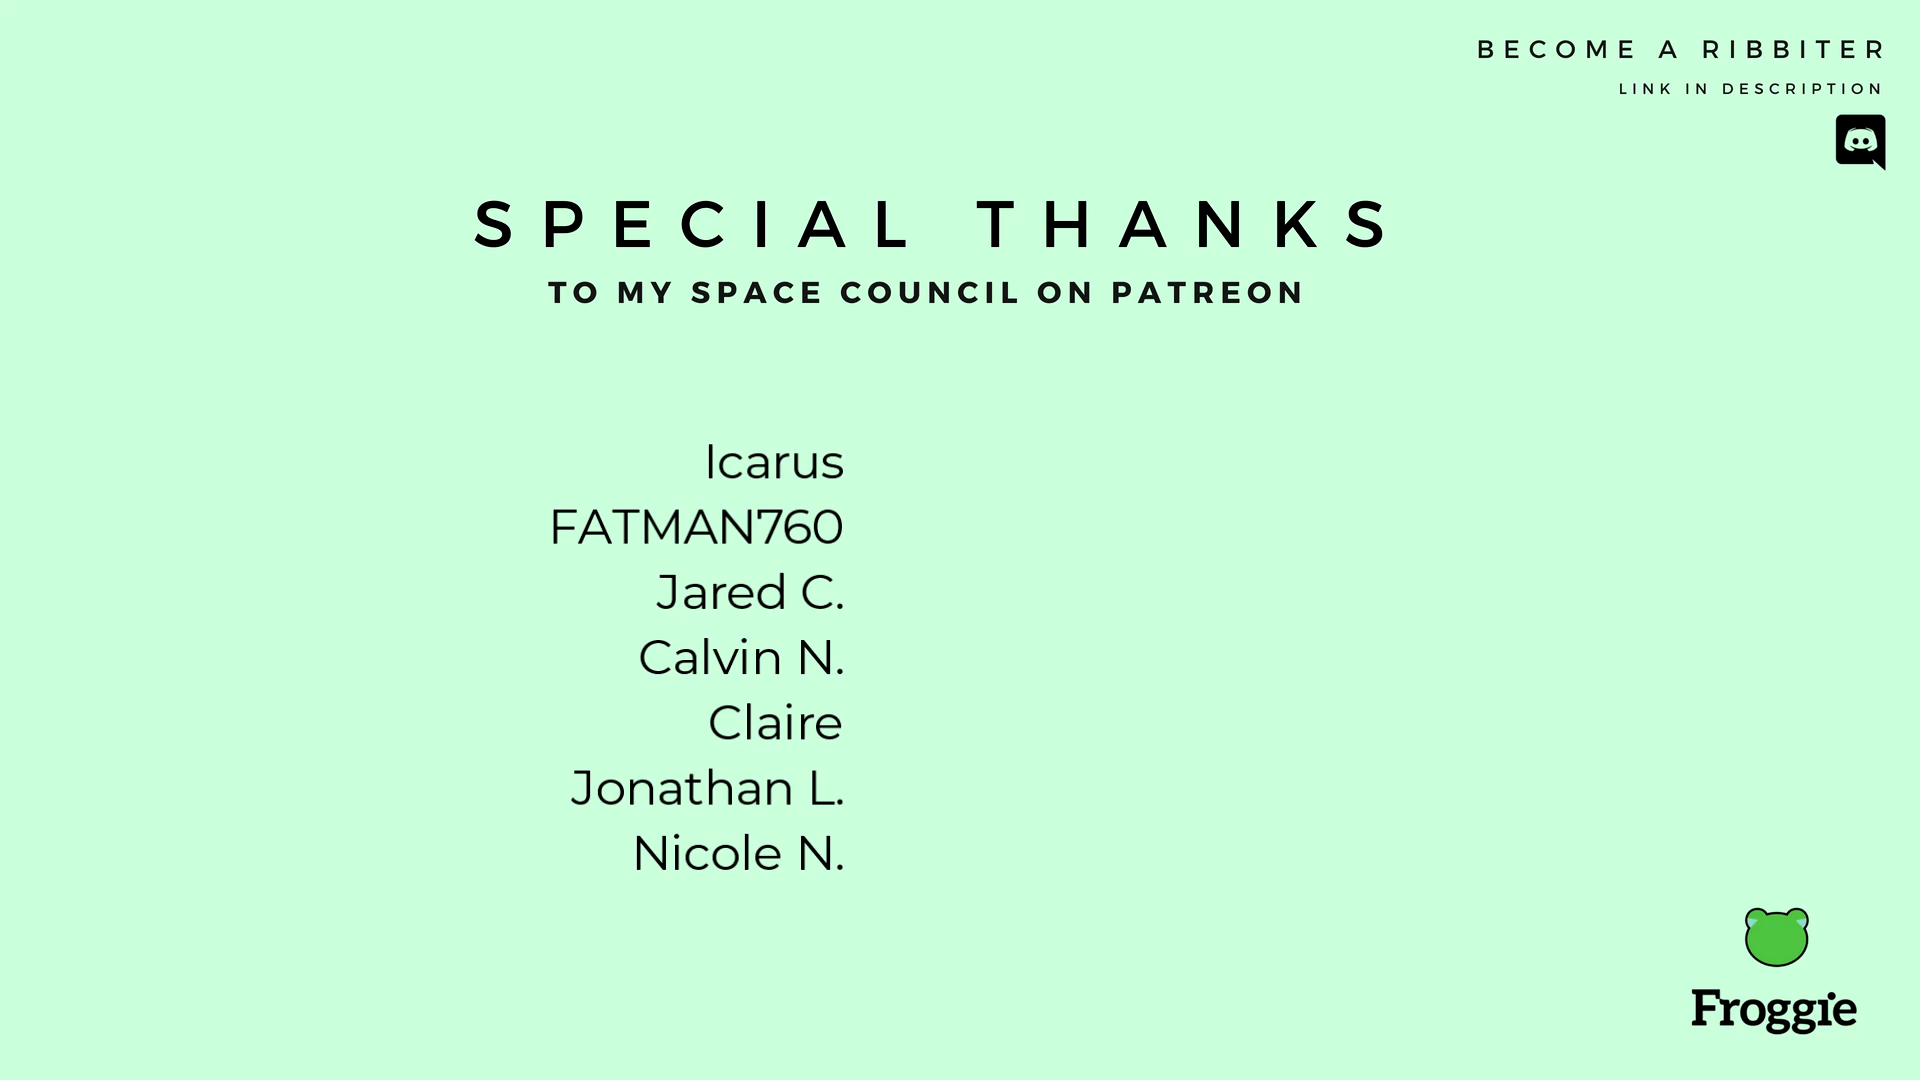 BECOME A RIBBITER
LINK IN DESCRIPTION
SPECIAL THANKS
TO MY SPACE COUNCIL ON PATREON
Icarus
FATMAN760
Jared C.
Calvin N.
Claire
Jonathan L.
Nicole N.
Froggie